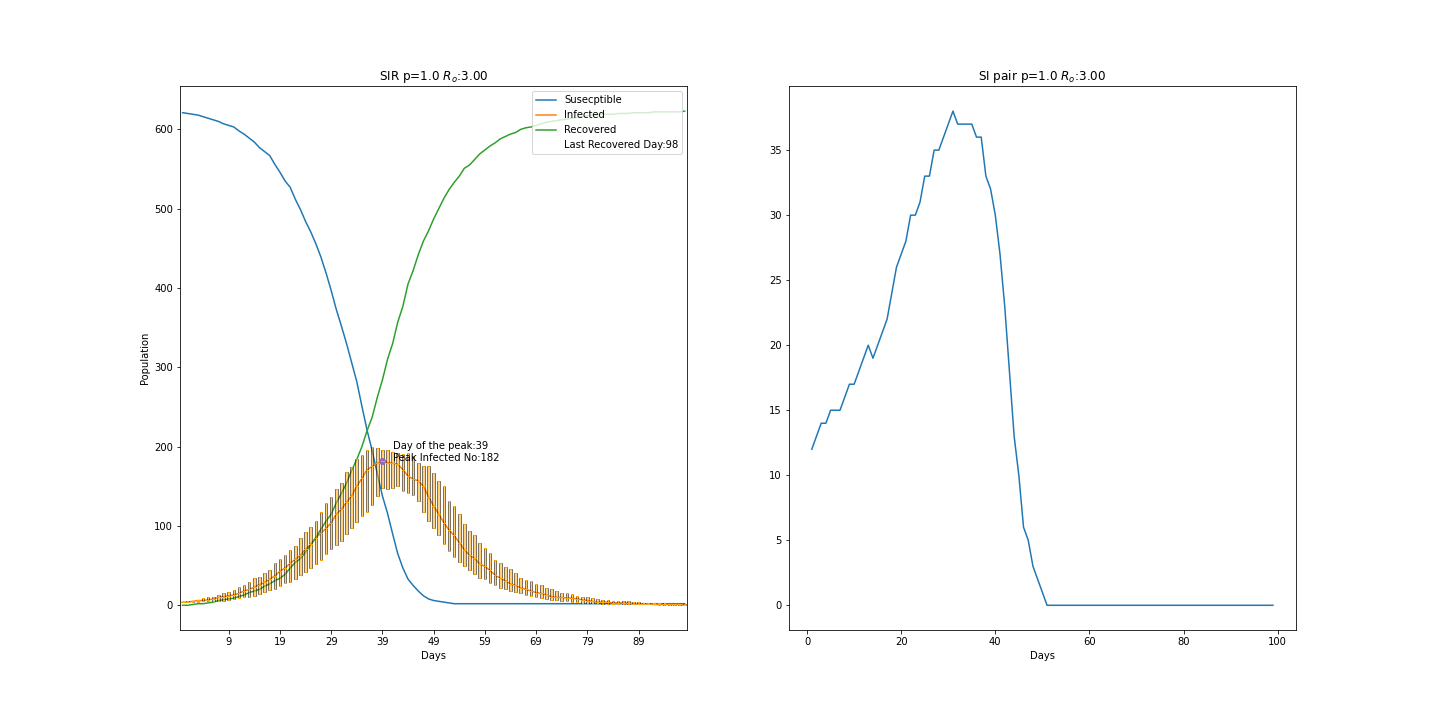 SIR p=1.0 Rₒ:3.00
Susecptible
Infected
Recovered
Last Recovered Day:98
Population
600
500
400
300
200
100
0
Day of the peak:39
Peak Infected No:182
9 19 29 39 49 59 69 79 89
Days
SI pair p=1.0 Rₒ:3.00
35
30
25
20
15
10
5
0
0 20 40 60 80 100
Days